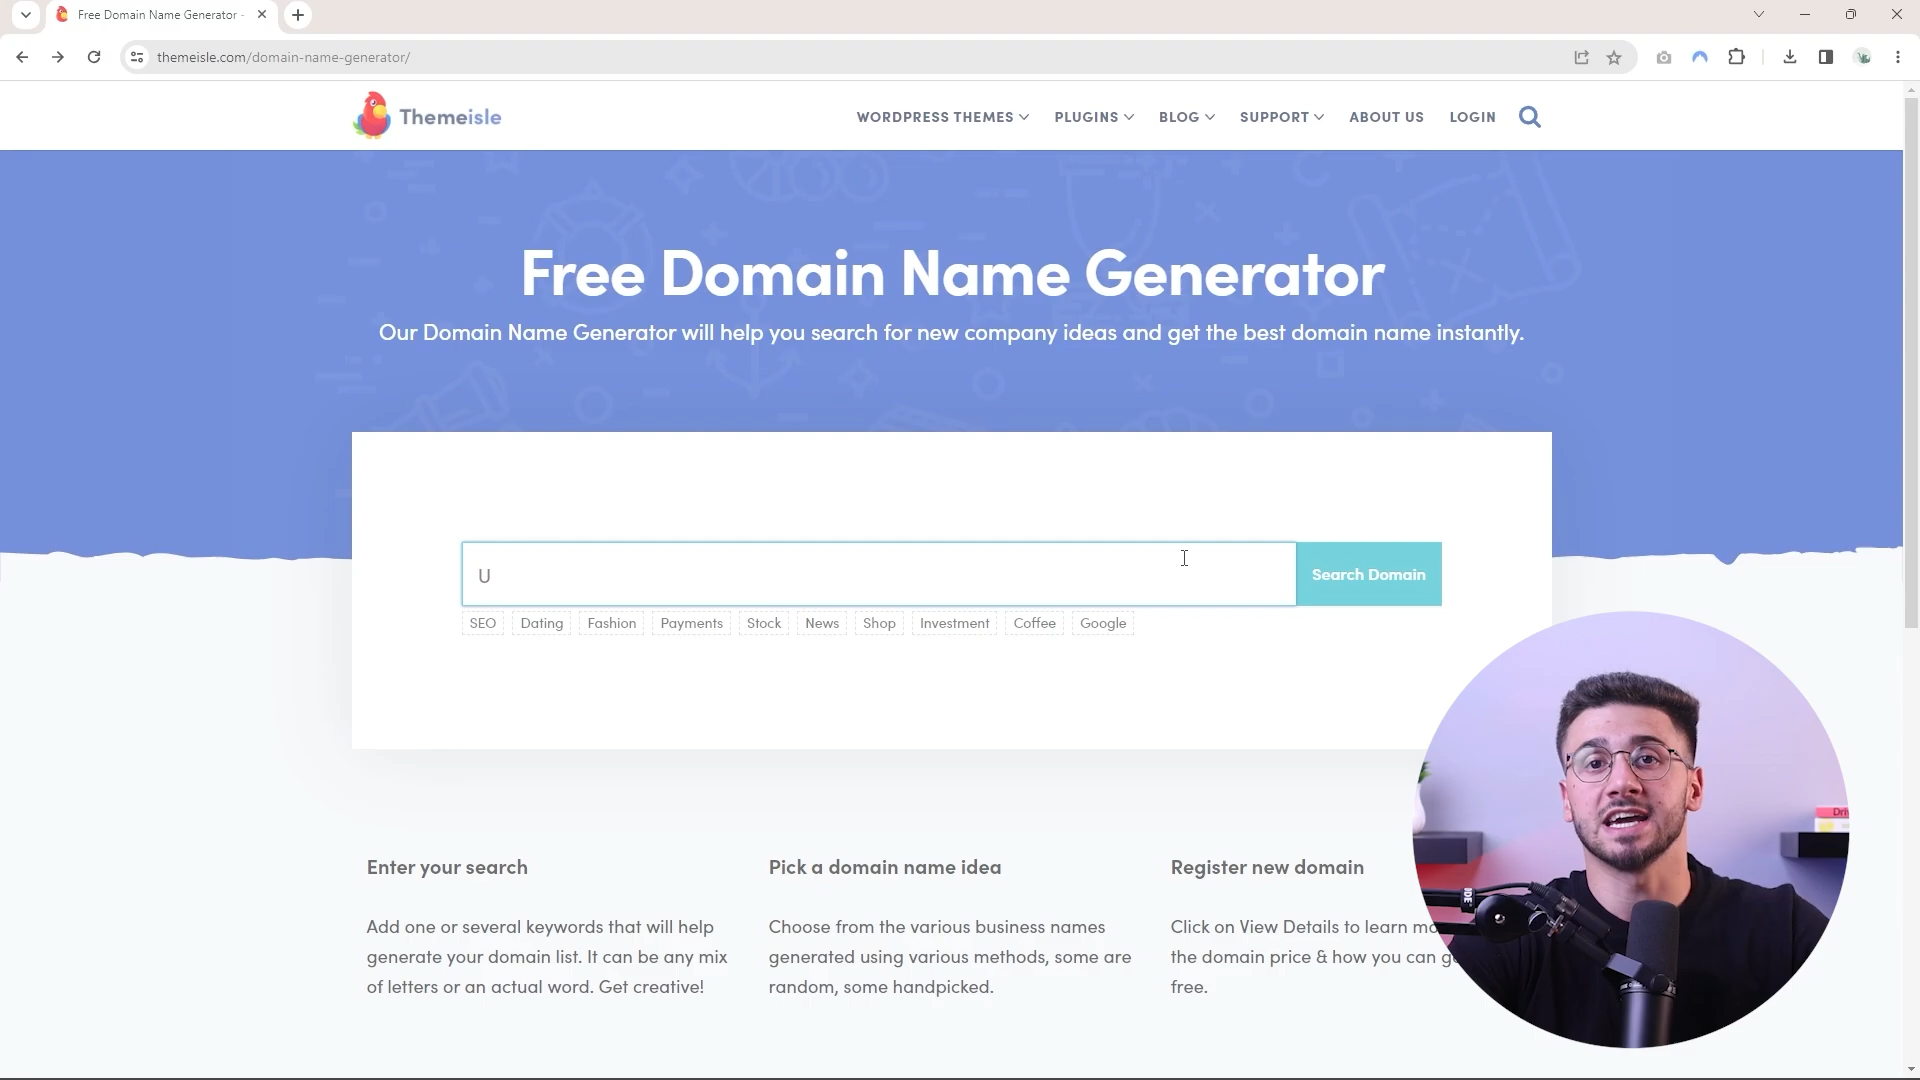 Free Domain Name Generator -
themeisle.com/domain-name-generator/
Themeisle
WORDPRESS THEMES
PLUGINS
BLOG
SUPPORT
ABOUT US
LOGIN
Free Domain Name Generator
Our Domain Name Generator will help you search for new company ideas and get the best domain name instantly.
U
Search Domain
SEO
Dating
Fashion
Payments
Stock
News
Shop
Investment
Coffee
Google
Enter your search
Add one or several keywords that will help
generate your domain list. It can be any mix
of letters or an actual word. Get creative!
Pick a domain name idea
Choose from the various business names
generated using various methods, some are
random, some handpicked.
Register new domain
Click on View Details to learn mo
the domain price & how you can g
free.